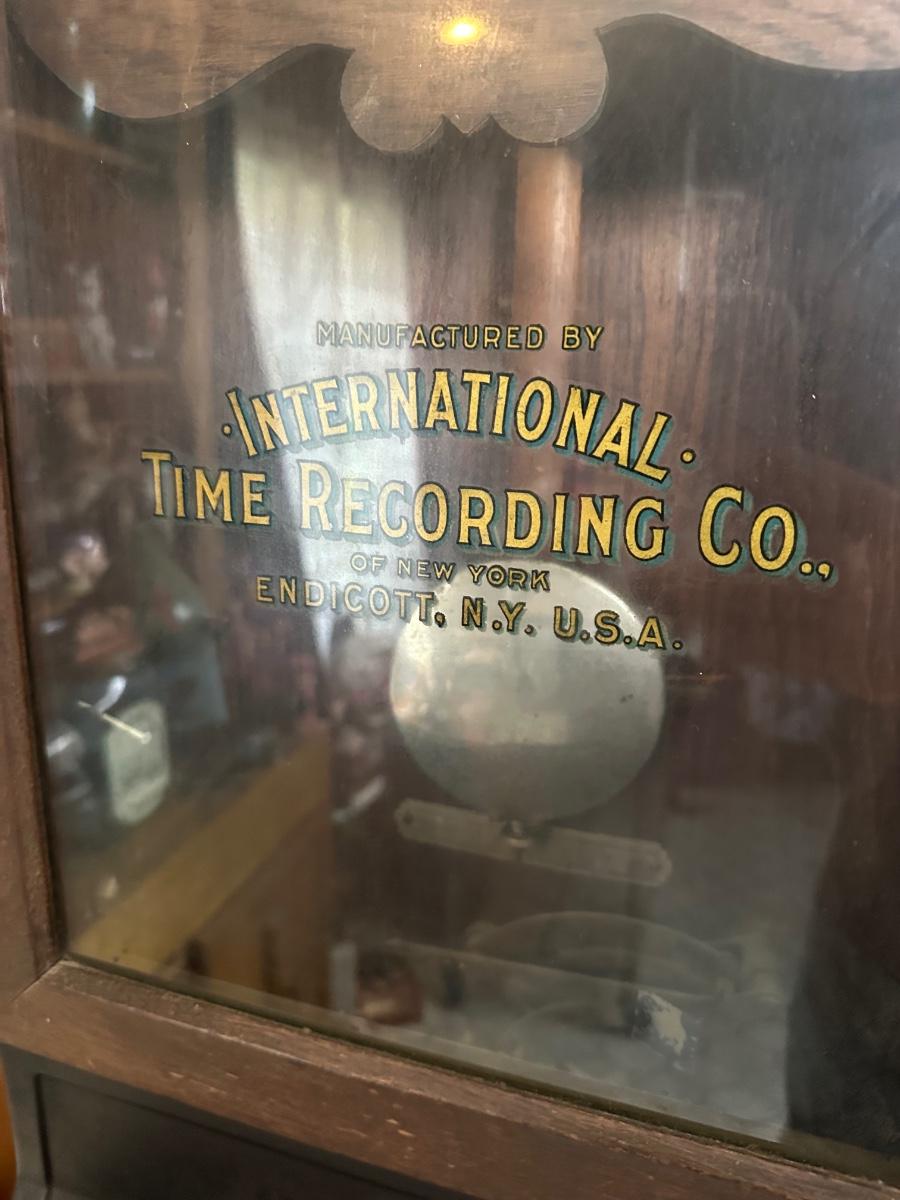 MANUFACTURED BY
·INTERNATIONAL·
TIME RECORDING CO.,
OF NEW YORK
ENDICOTT, N.Y. U.S.A.